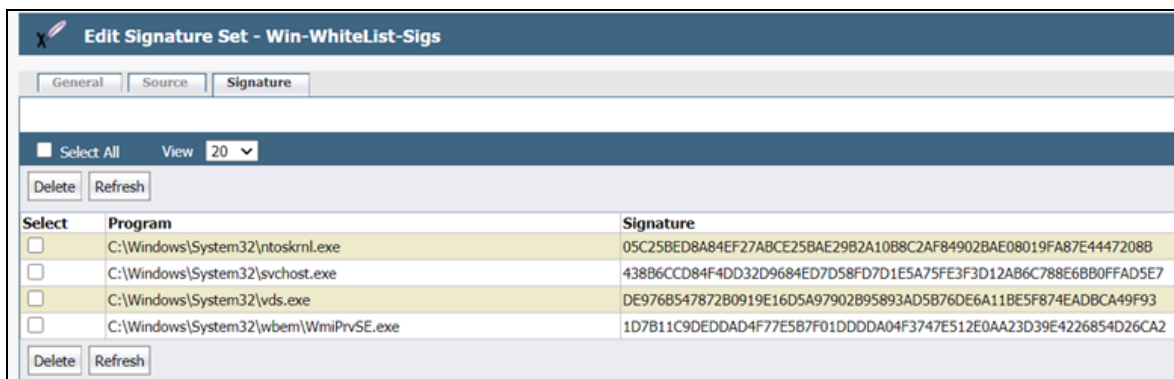 Edit Signature Set - Win-WhiteList-Sigs
General Source Signature
Select All View 20
Delete Refresh
Select Program Signature
C:\Windows\System32\ntoskrnl.exe 05C25BED8A84EF27ABCE25BAE29B2A10B8C2AF84902BAE08019FA87E4447208B
C:\Windows\System32\svchost.exe 438B6CCD84F4DD32D9684ED7D58FD7D1E5A75FE3F3D12AB6C788E6BB0FFAD5E7
C:\Windows\System32\vds.exe DE976B547872B0919E16D5A97902B95893AD5B76DE6A11BE5F874EADBCA49F93
C:\Windows\System32\wbem\WmiPrvSE.exe 1D7B11C9DEDDAD4F77E5B7F01DDDDA04F3747E512E0AA23D39E4226854D26CA2
Delete Refresh